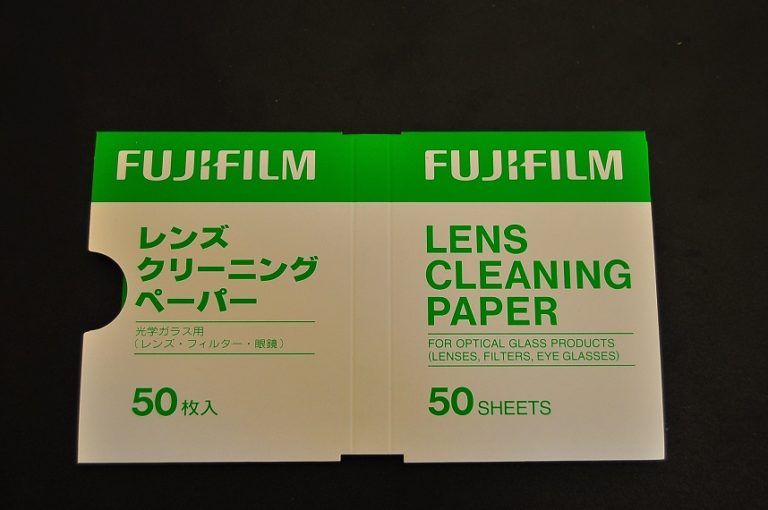 FUJIFILM
レンズ
クリーニング
ペーパー
光学ガラス用
(レンズ・フィルター・眼鏡)
50枚入
FUJIFILM
LENS
CLEANING
PAPER
FOR OPTICAL GLASS PRODUCTS
(LENSES, FILTERS, EYE GLASSES)
50 SHEETS